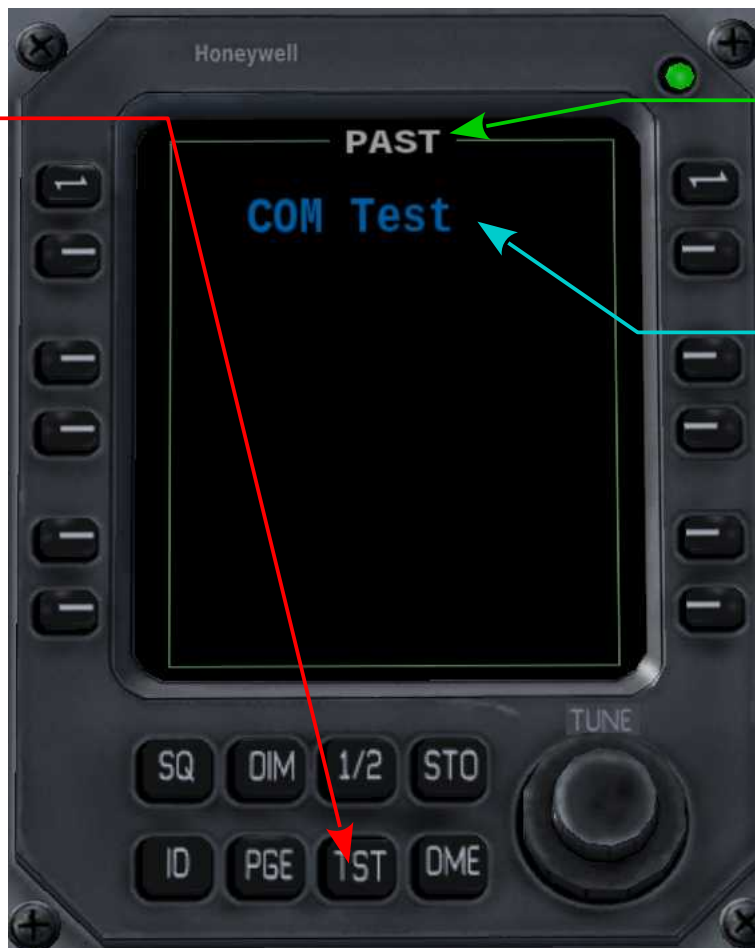 Honeywell
PAST
COM Test
TUNE
SQ DIM 1/2 STO
ID PGE TST DME